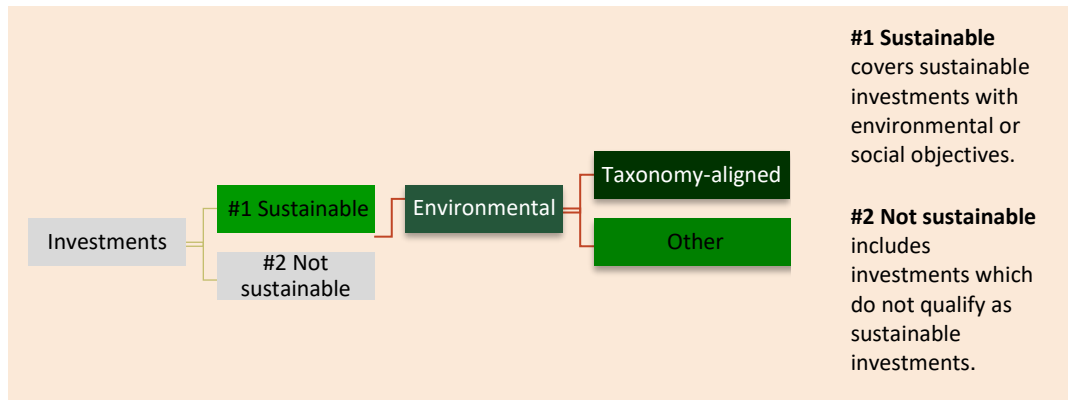 Investments
#1 Sustainable
#2 Not
sustainable
Environmental
Taxonomy-aligned
Other
#1 Sustainable
covers sustainable
investments with
environmental or
social objectives.
#2 Not sustainable
includes
investments which
do not qualify as
sustainable
investments.